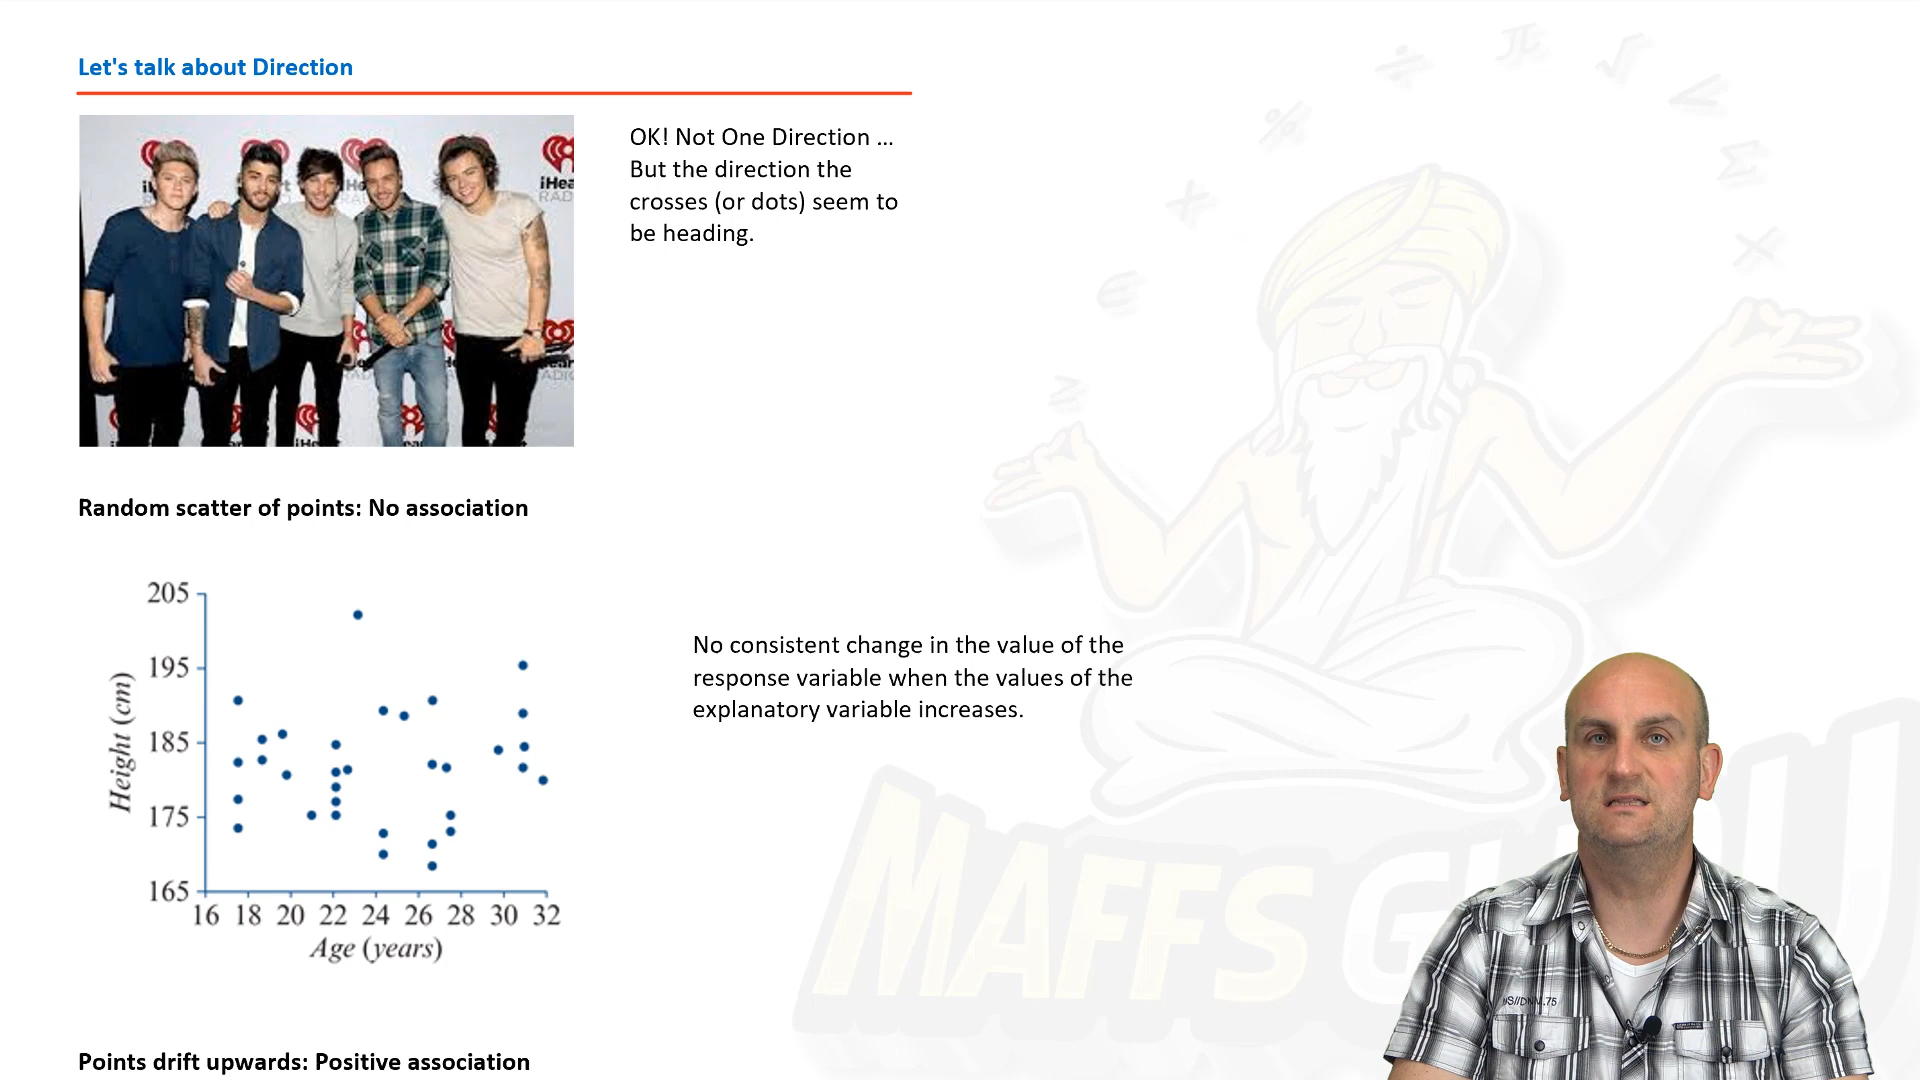 Let's talk about Direction
OK! Not One Direction ...
But the direction the
crosses (or dots) seem to
be heading.
iHea
RADIO
Random scatter of points: No association
205
195
185
175
165
Height (cm)
16 18 20 22 24 26 28 30 32
Age (years)
No consistent change in the value of the
response variable when the values of the
explanatory variable increases.
MAFFS
Points drift upwards: Positive association